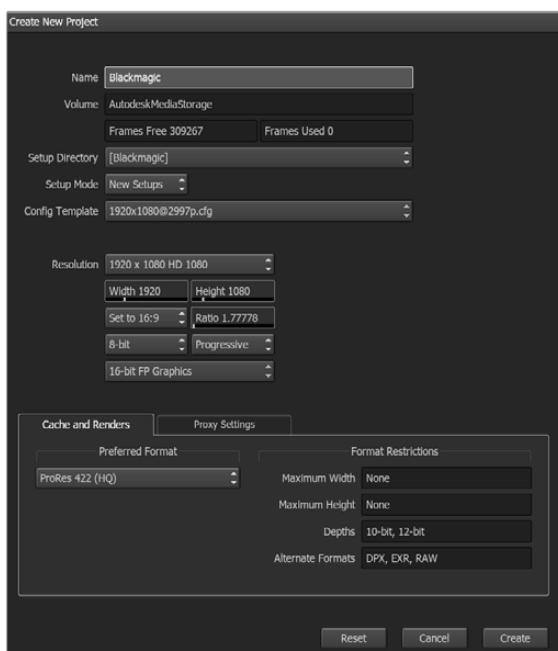 Create New Project
Name Blackmagic
Volume AutodeskMediaStorage
Frames Free 309267 Frames Used 0
Setup Directory [Blackmagic]
Setup Mode New Setups
Config Template 1920x1080@2997p.cfg
Resolution 1920 x 1080 HD 1080
Width 1920 Height 1080
Set to 16:9 Ratio 1.77778
8-bit Progressive
16-bit FP Graphics
Cache and Renders Proxy Settings
Preferred Format Format Restrictions
ProRes 422 (HQ) Maximum Width None
Maximum Height None
Depths 10-bit, 12-bit
Alternate Formats DPX, EXR, RAW
Reset Cancel Create